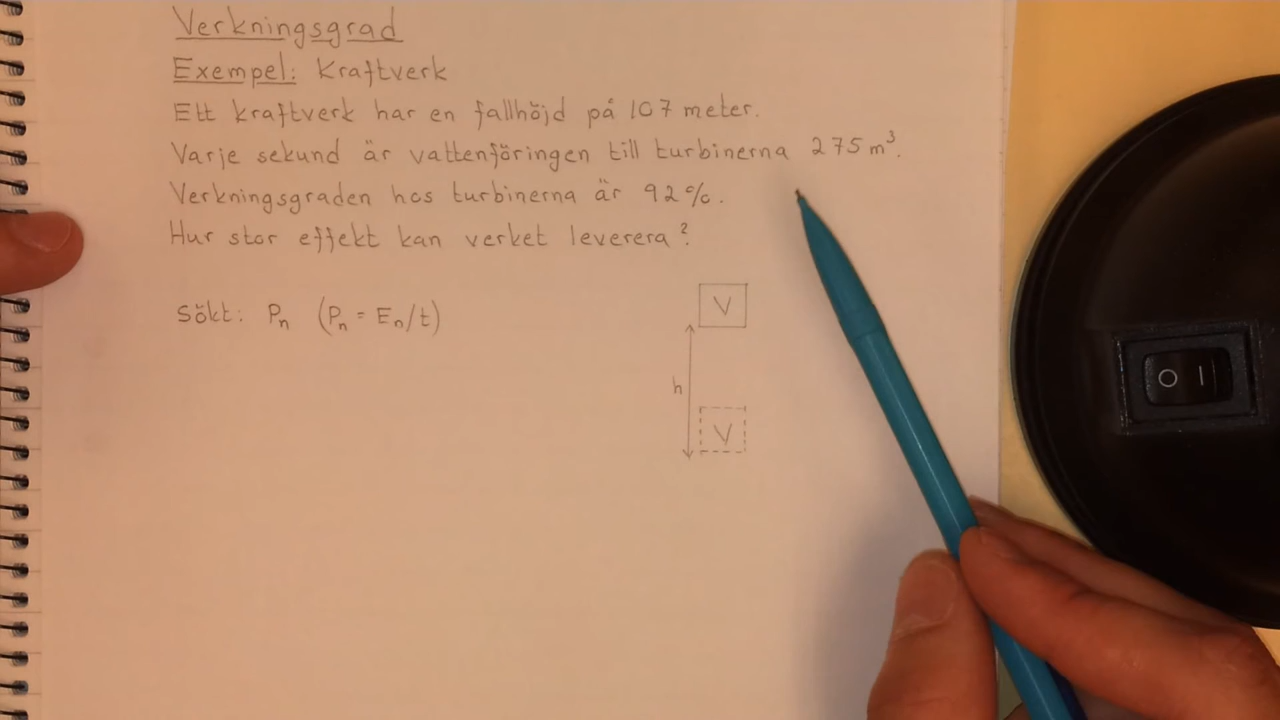 Verkningsgrad
Exempel: Kraftverk
Ett kraftverk har en fallhöjd på 107 meter.
Varje sekund är vattenföringen till turbinerna 275 m³.
Verkningsgraden hos turbinerna är 92%.
Hur stor effekt kan verket leverera?
Sökt: Pₙ (Pₙ = Eₙ/t)
V
h
V
O I